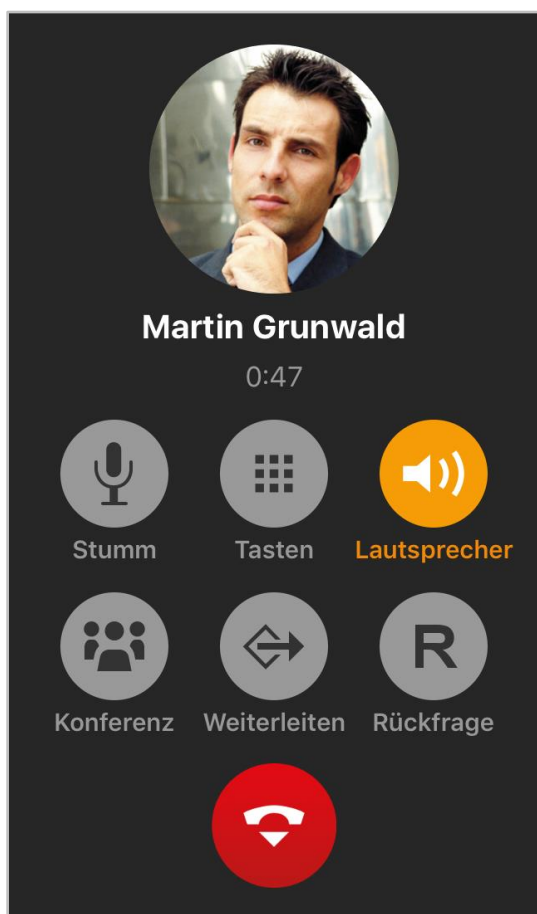 Martin Grunwald
0:47
Stumm Tasten Lautsprecher
R
Konferenz Weiterleiten Rückfrage